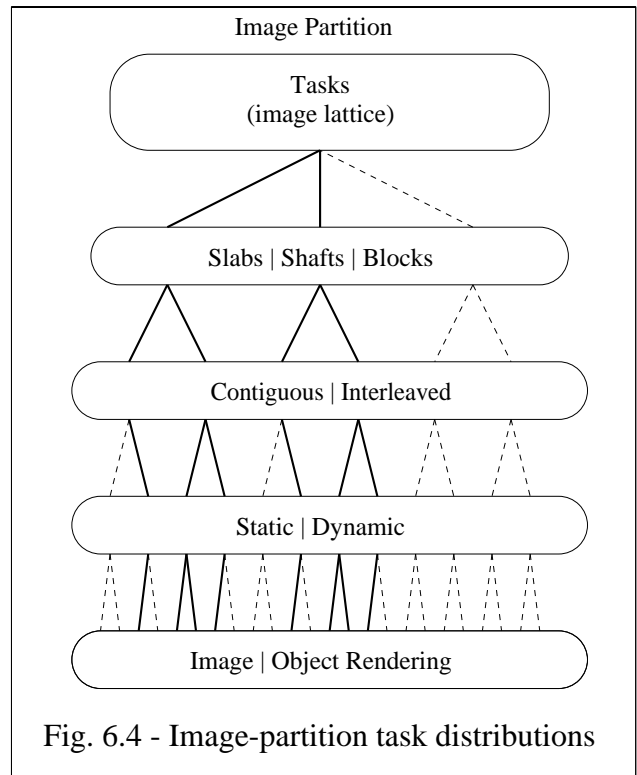 Image Partition
Tasks
(image lattice)
Slabs | Shafts | Blocks
Contiguous | Interleaved
Static | Dynamic
Image | Object Rendering
Fig. 6.4 - Image-partition task distributions